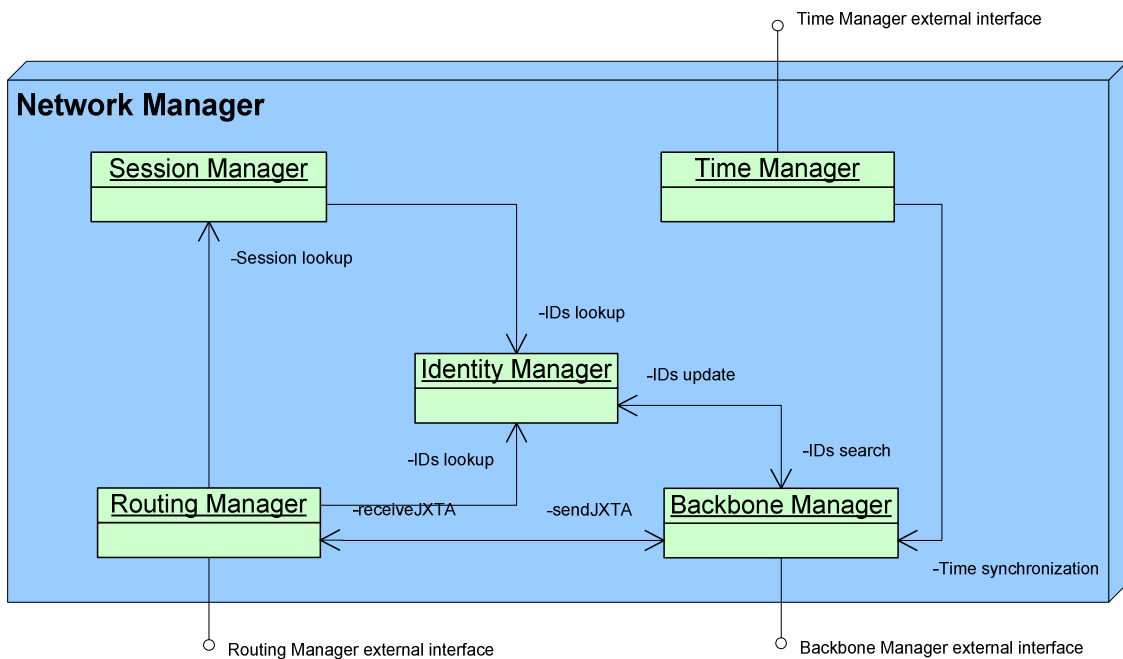 Time Manager external interface
Network Manager
Session Manager
Time Manager
-Session lookup
-IDs lookup
Identity Manager
-IDs update
-IDs lookup
-IDs search
Routing Manager
Backbone Manager
-receiveJXTA
-sendJXTA
-Time synchronization
Routing Manager external interface
Backbone Manager external interface